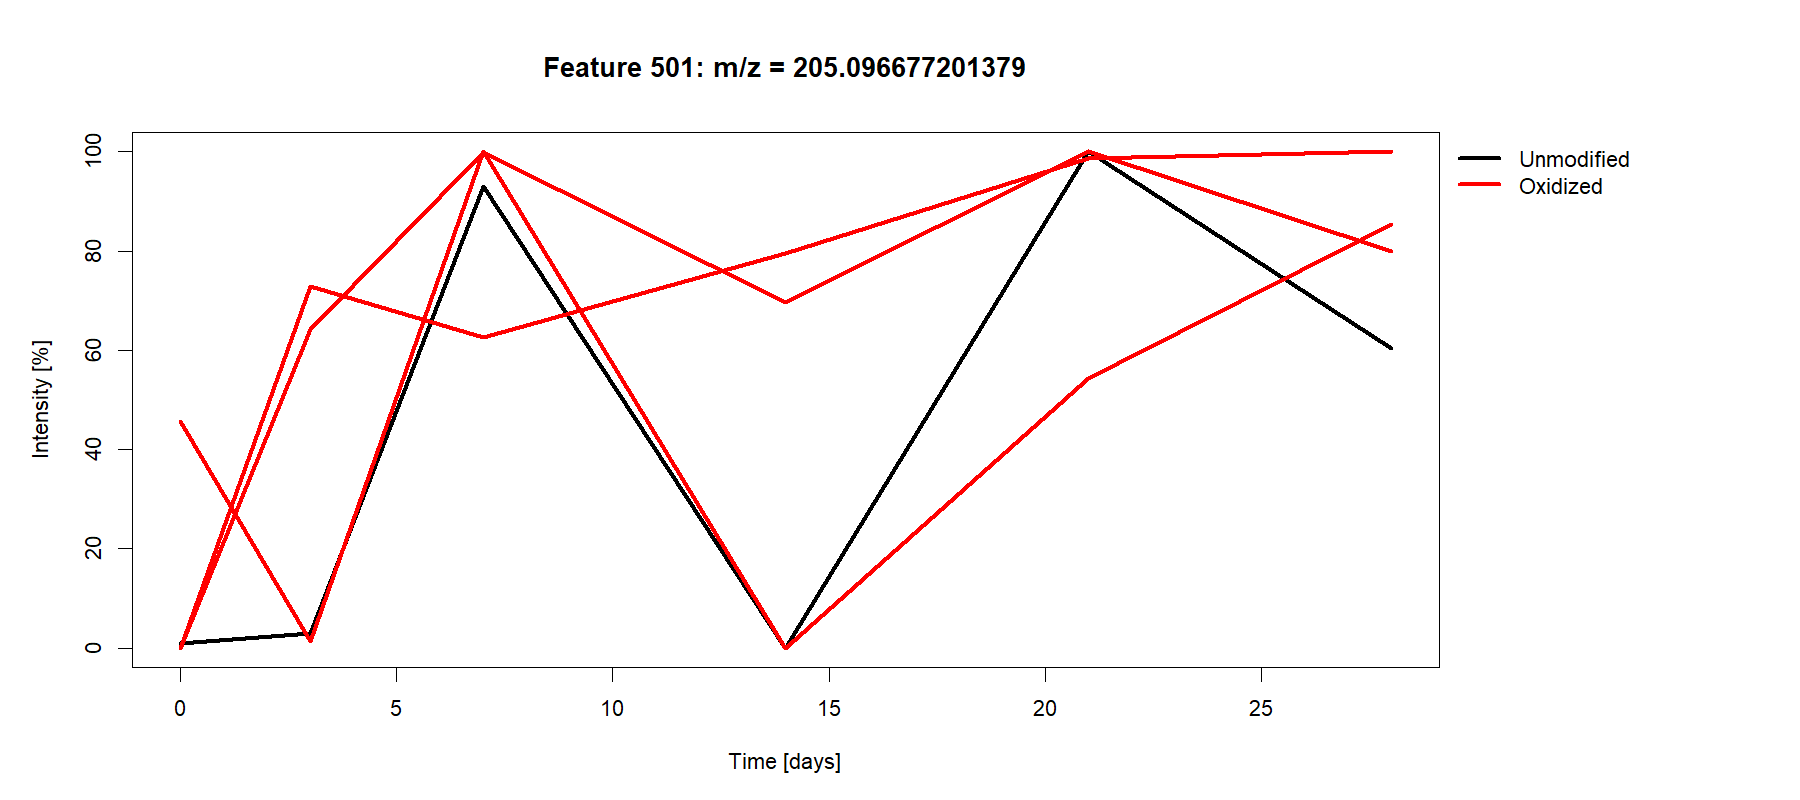 Feature 501: m/z = 205.096677201379
Unmodified
Oxidized
Intensity [%]
100
80
60
40
20
0
0 5 10 15 20 25
Time [days]